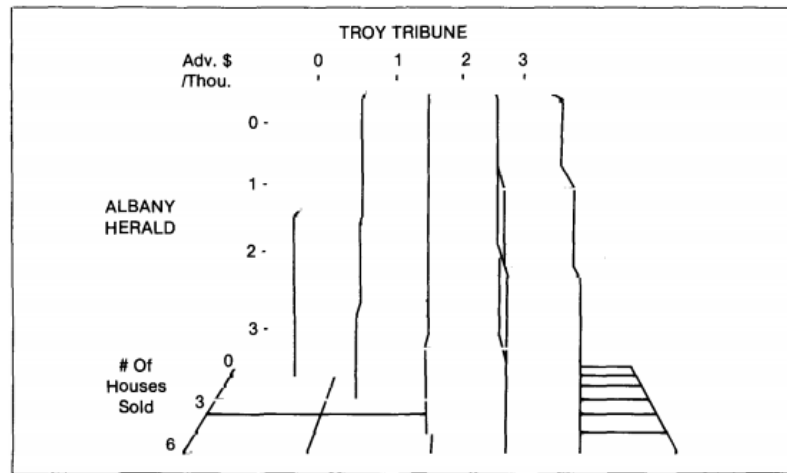 TROY TRIBUNE
Adv. $ 0 1 2 3
/Thou.
0 -
1 -
ALBANY
HERALD
2 -
3 -
# Of
Houses
Sold
0
3
6